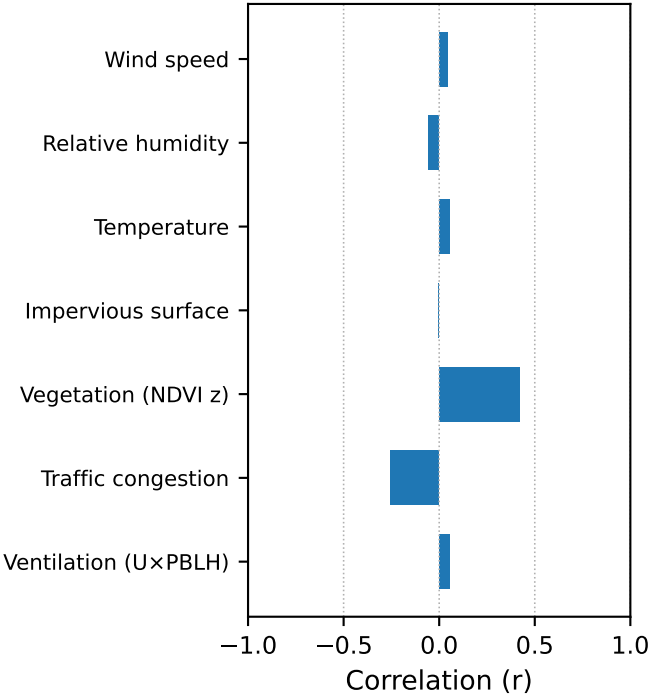 Wind speed
Relative humidity
Temperature
Impervious surface
Vegetation (NDVI z)
Traffic congestion
Ventilation (U×PBLH)
−1.0 −0.5 0.0 0.5 1.0
Correlation (r)